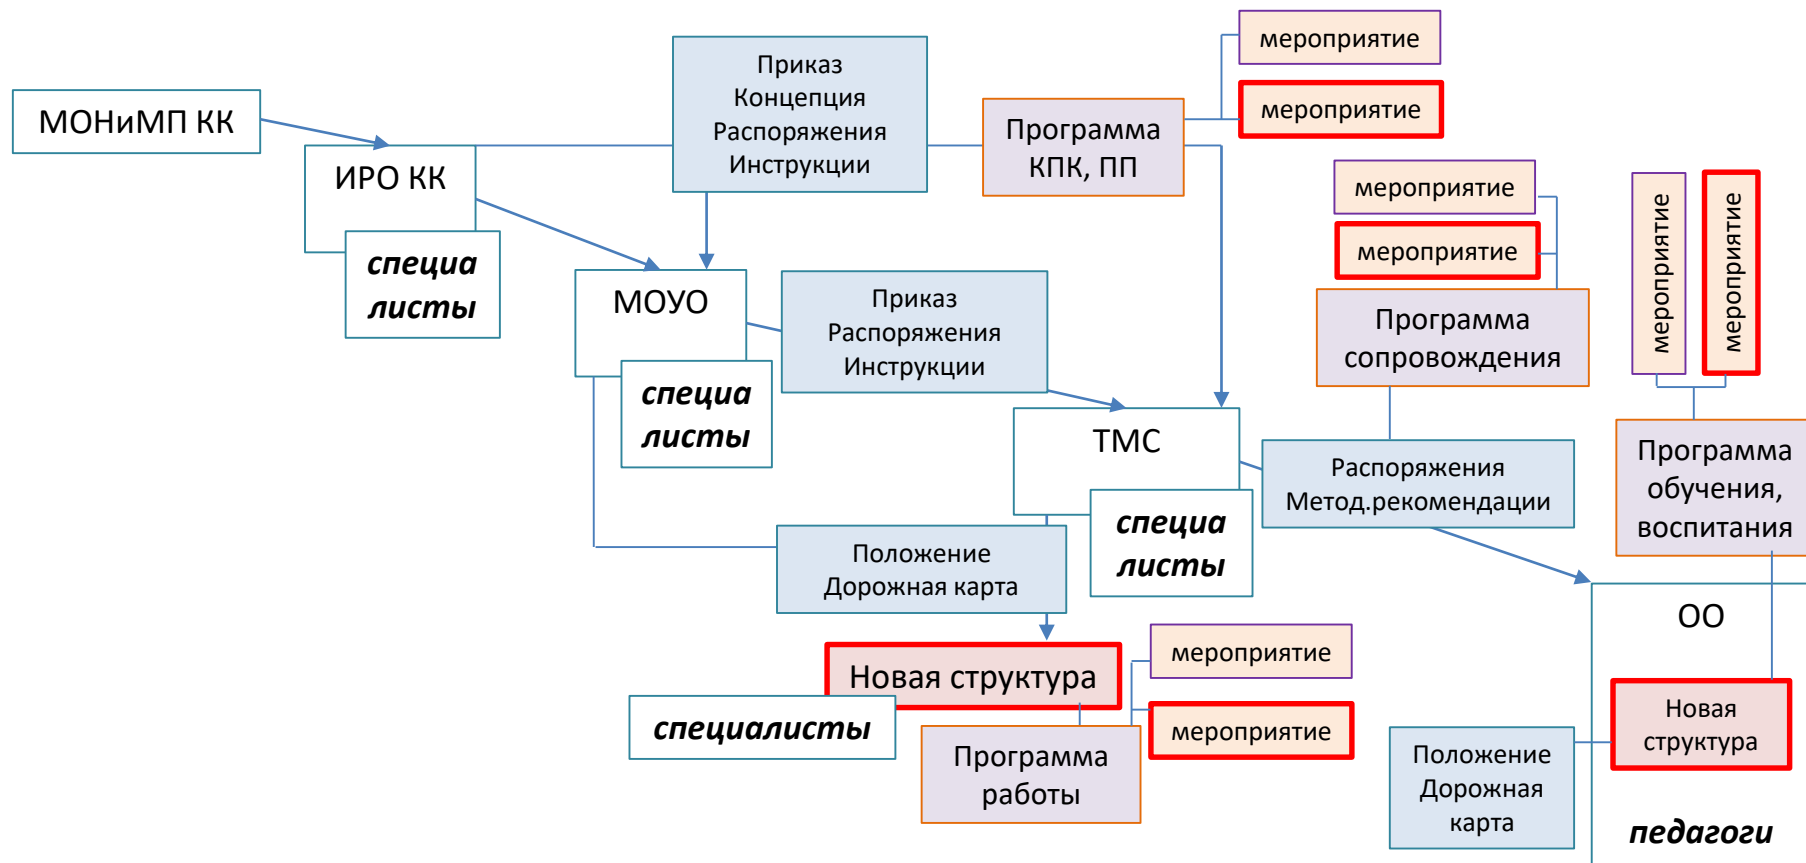 МОНиМП КК
ИРО КК
специа
листы
Приказ
Концепция
Распоряжения
Инструкции
Программа
КПК, ПП
мероприятие
мероприятие
МОУО
специа
листы
Приказ
Распоряжения
Инструкции
мероприятие
мероприятие
Программа
сопровождения
мероприятие
мероприятие
ТМС
специа
листы
Распоряжения
Метод.рекомендации
Программа
обучения,
воспитания
Положение
Дорожная карта
Новая структура
специалисты
мероприятие
мероприятие
Программа
работы
ОО
Новая
структура
Положение
Дорожная
карта
педагоги